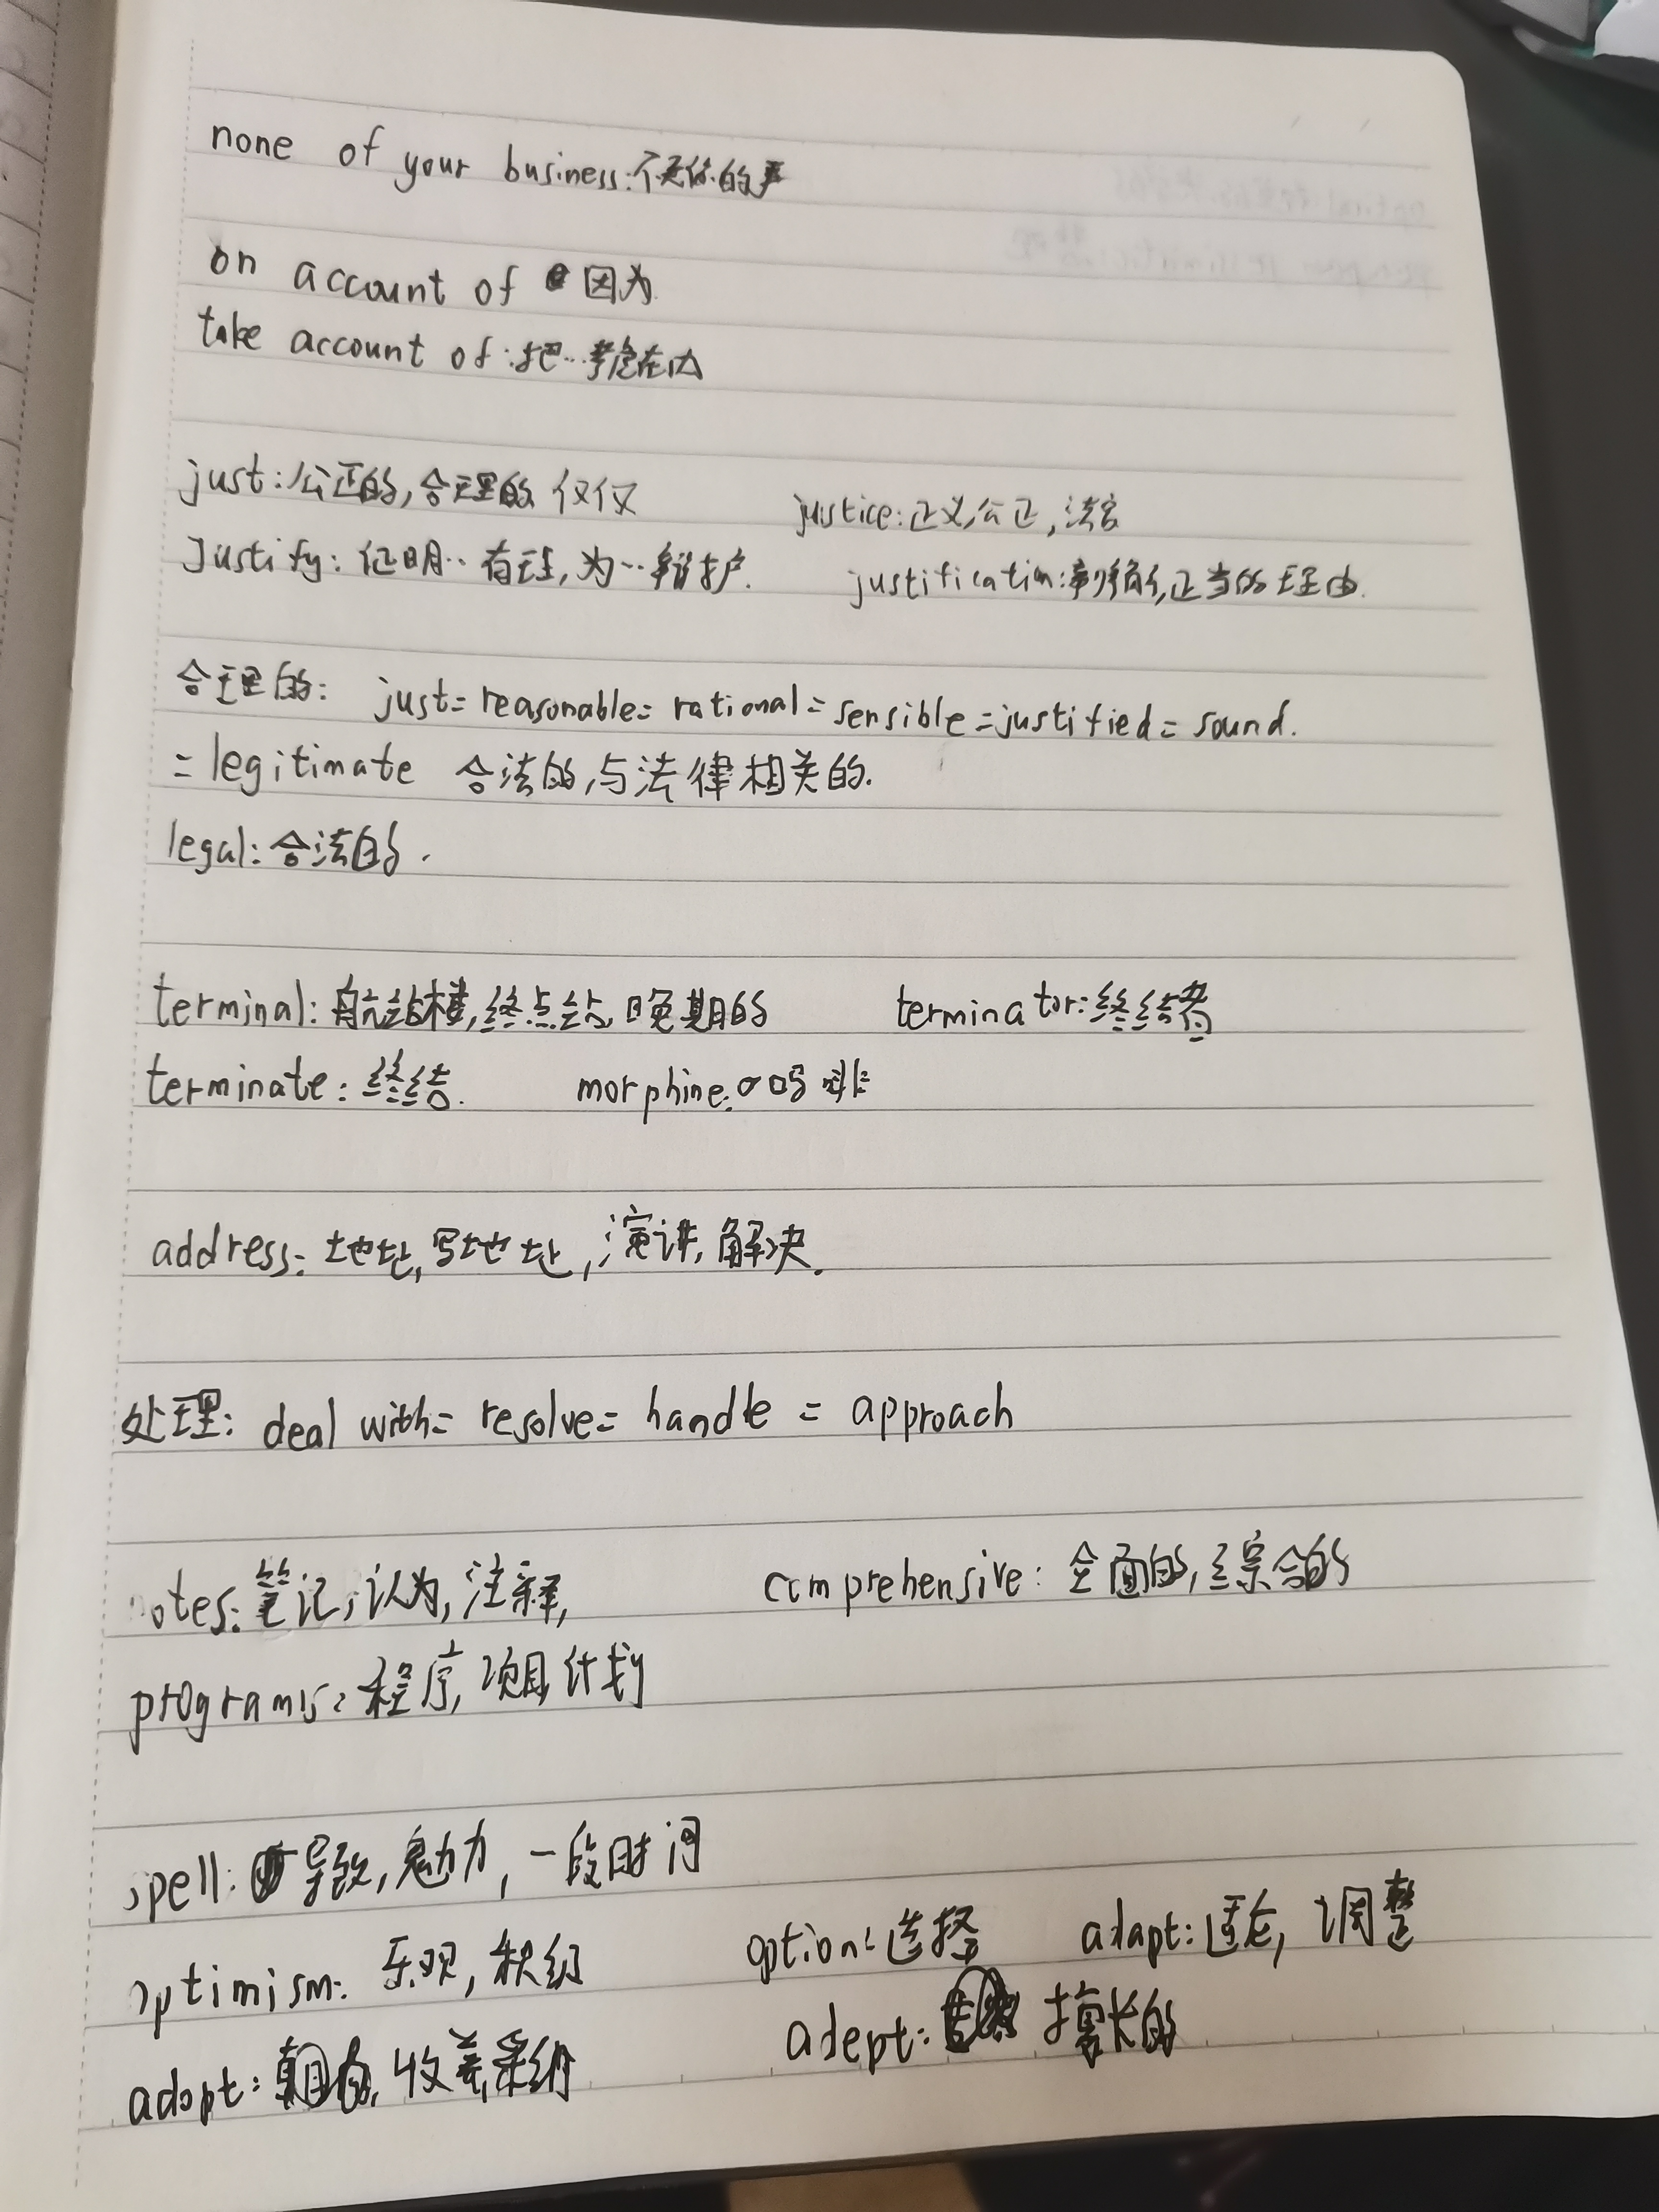 none of your business:不是你的事
on account of 因为
take account of:把…考虑在内
just:公正的,合理的 仅仅 justice:正义,公正,法官
Justify:证明…有理,为…辩护. justification:辩解,正当的理由.
合理的: just=reasonable=rational=sensible=justified=sound.
=legitimate 合法的,与法律相关的.
legal:合法的.
terminal:航站楼,终点站,晚期的 terminator:终结者
terminate:终结. morphine:吗啡
address:地址,写地址,演讲,解决.
处理: deal with=resolve=handle=approach
otes:笔记,认为,注释, comprehensive:全面的,综合的
programs:程序,项目,计划
spell:导致,魅力,一段时间
optimism:乐观,积极 option:选择 adapt:适应,调整
adopt: 收养,采纳 adept: 擅长的